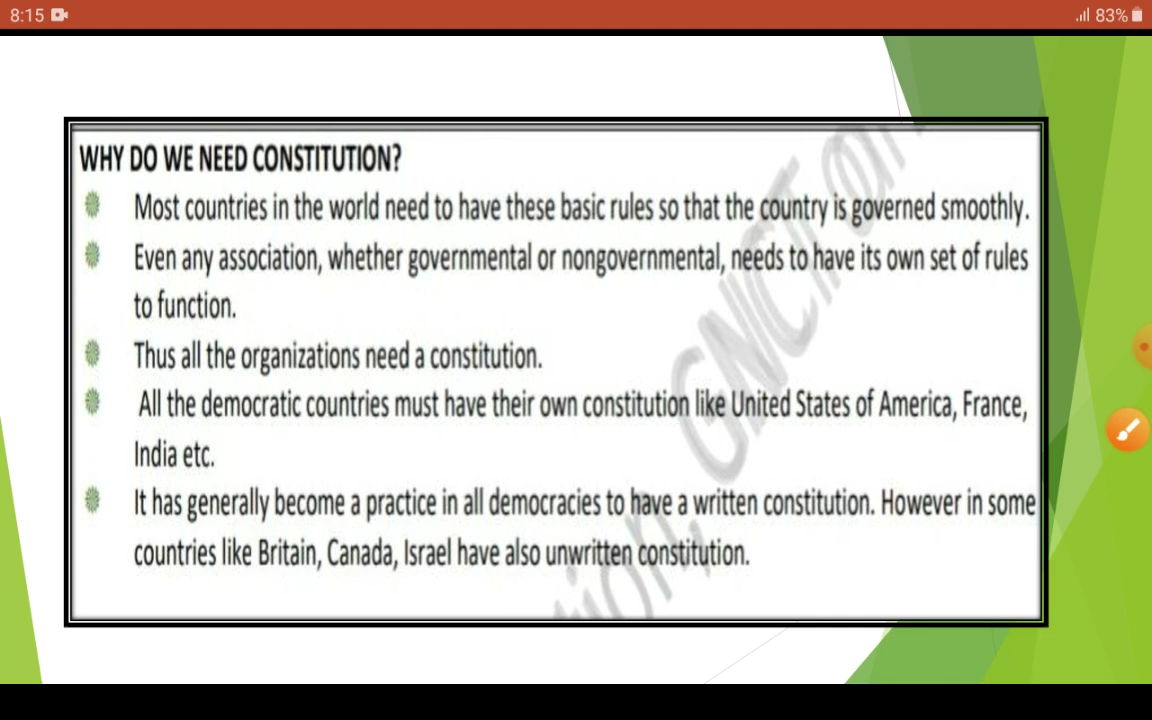 8:15
83%
WHY DO WE NEED CONSTITUTION?
Most countries in the world need to have these basic rules so that the country is governed smoothly.
Even any association, whether governmental or nongovernmental, needs to have its own set of rules
to function.
Thus all the organizations need a constitution.
All the democratic countries must have their own constitution like United States of America, France,
India etc.
It has generally become a practice in all democracies to have a written constitution. However in some
countries like Britain, Canada, Israel have also unwritten constitution.
GNCT